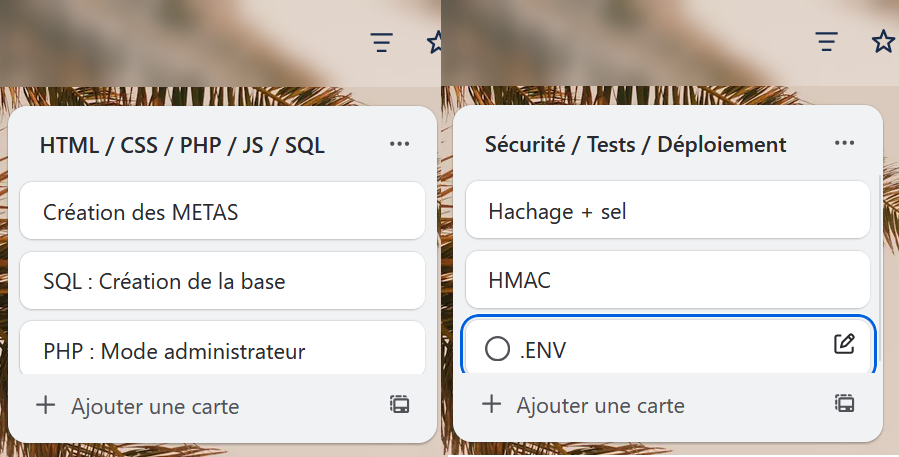 HTML / CSS / PHP / JS / SQL
Création des METAS
SQL : Création de la base
PHP : Mode administrateur
Ajouter une carte
Sécurité / Tests / Déploiement
Hachage + sel
HMAC
.ENV
Ajouter une carte